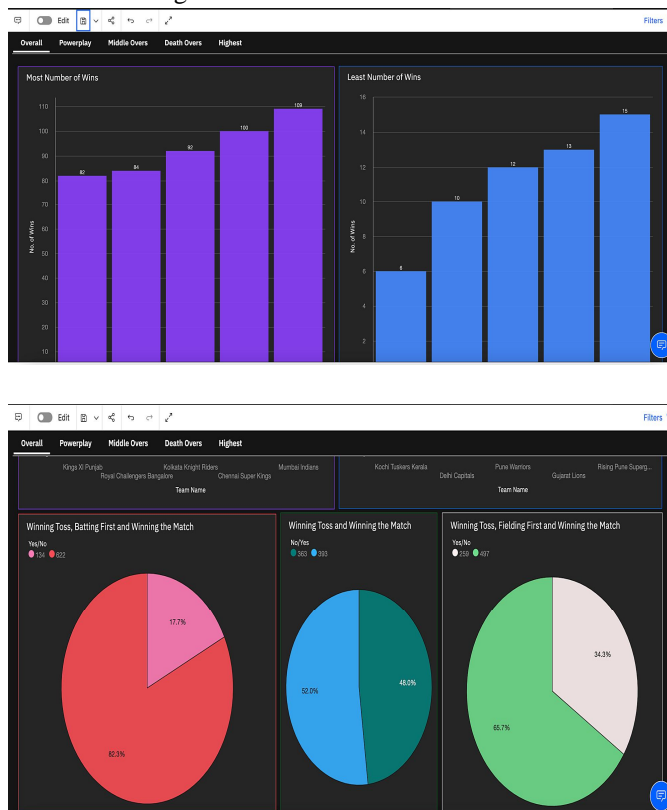 Edit
Filters
Overall Powerplay Middle Overs Death Overs Highest
Most Number of Wins
110
100
90
80
70
60
50
40
30
20
10
No. of Wins
82
84
92
100
109
Least Number of Wins
16
14
12
10
8
6
4
2
No. of Wins
6
10
12
13
15
Edit
Filters
Overall Powerplay Middle Overs Death Overs Highest
Kings XI Punjab Kolkata Knight Riders Mumbai Indians
Royal Challengers Bangalore Chennai Super Kings
Team Name
Kochi Tuskers Kerala Pune Warriors Rising Pune Superg...
Delhi Capitals Gujarat Lions
Team Name
Winning Toss, Batting First and Winning the Match
Yes/No
134 622
17.7%
82.3%
Winning Toss and Winning the Match
No/Yes
363 393
52.0%
48.0%
Winning Toss, Fielding First and Winning the Match
Yes/No
259 497
34.3%
65.7%